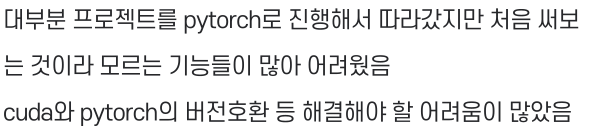 대부분 프로젝트를 pytorch로 진행해서 따라갔지만 처음 써보
는 것이라 모르는 기능들이 많아 어려웠음
cuda와 pytorch의 버전호환 등 해결해야 할 어려움이 많았음